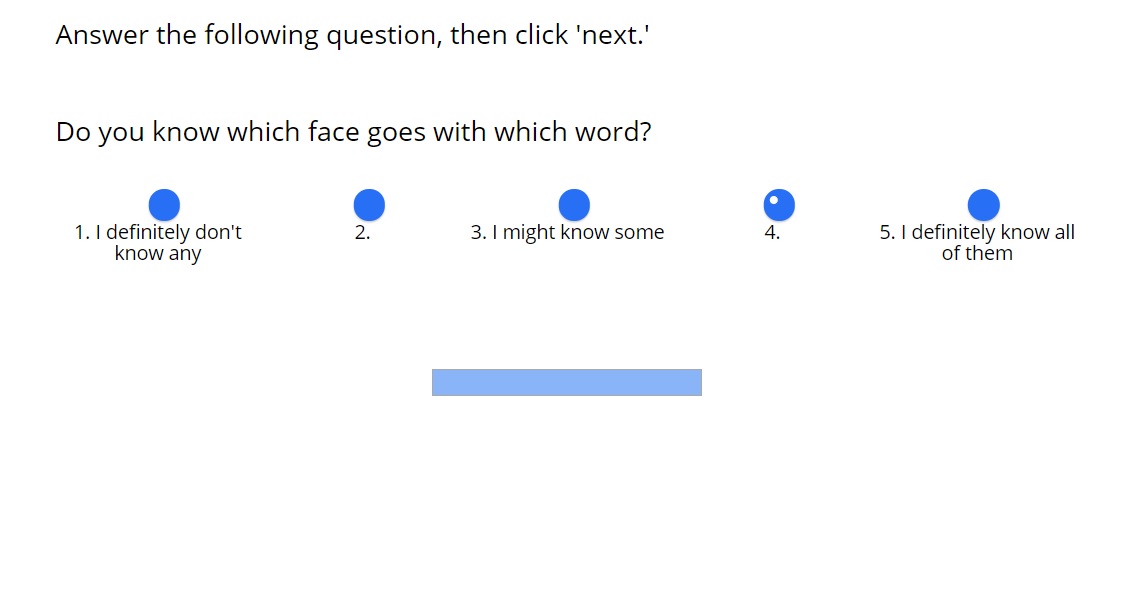 Answer the following question, then click 'next.'
Do you know which face goes with which word?
1. I definitely don't know any
2.
3. I might know some
4.
5. I definitely know all of them